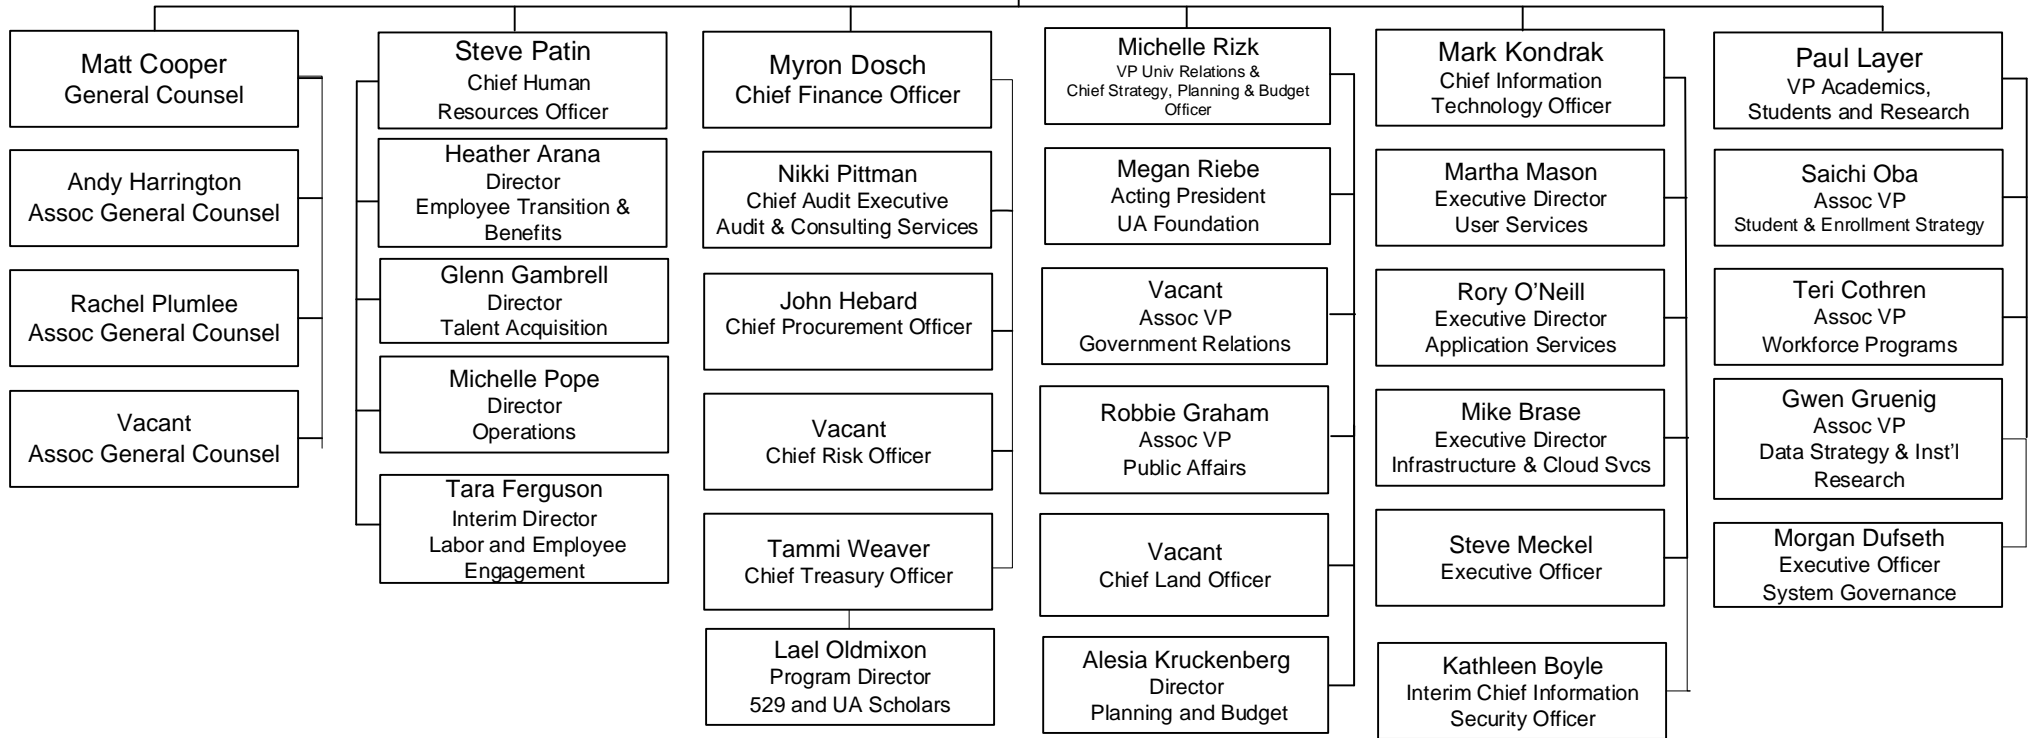 Matt Cooper
General Counsel
Andy Harrington
Assoc General Counsel
Rachel Plumlee
Assoc General Counsel
Vacant
Assoc General Counsel
Steve Patin
Chief Human
Resources Officer
Heather Arana
Director
Employee Transition &
Benefits
Glenn Gambrell
Director
Talent Acquisition
Michelle Pope
Director
Operations
Tara Ferguson
Interim Director
Labor and Employee
Engagement
Myron Dosch
Chief Finance Officer
Nikki Pittman
Chief Audit Executive
Audit & Consulting Services
John Hebard
Chief Procurement Officer
Vacant
Chief Risk Officer
Tammi Weaver
Chief Treasury Officer
Lael Oldmixon
Program Director
529 and UA Scholars
Michelle Rizk
VP Univ Relations &
Chief Strategy, Planning & Budget
Officer
Megan Riebe
Acting President
UA Foundation
Vacant
Assoc VP
Government Relations
Robbie Graham
Assoc VP
Public Affairs
Vacant
Chief Land Officer
Alesia Kruckenberg
Director
Planning and Budget
Mark Kondrak
Chief Information
Technology Officer
Martha Mason
Executive Director
User Services
Rory O’Neill
Executive Director
Application Services
Mike Brase
Executive Director
Infrastructure & Cloud Svcs
Steve Meckel
Executive Officer
Kathleen Boyle
Interim Chief Information
Security Officer
Paul Layer
VP Academics,
Students and Research
Saichi Oba
Assoc VP
Student & Enrollment Strategy
Teri Cothren
Assoc VP
Workforce Programs
Gwen Gruenig
Assoc VP
Data Strategy & Inst’l
Research
Morgan Dufseth
Executive Officer
System Governance